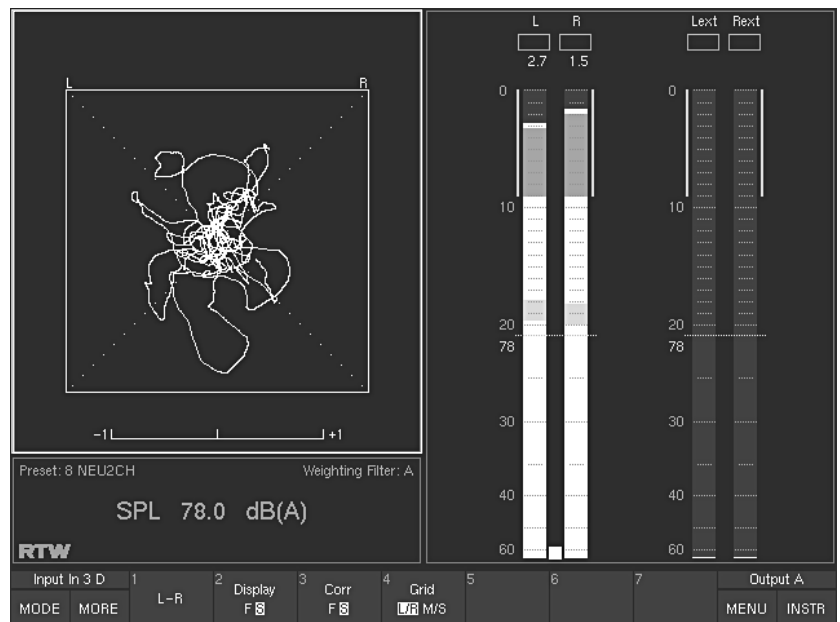 L R Lext Rext
2.7 1.5
L R
0 0
10 10
20 20
78 78
30 30
40 40
60 60
-1 +1
Preset: 8 NEU2CH Weighting Filter: A
SPL 78.0 dB(A)
RTW
Input In 3 D 1 2 3 4 5 6 7 Output A
MODE MORE L-R Display F S Corr F S Grid L/R M/S MENU INSTR